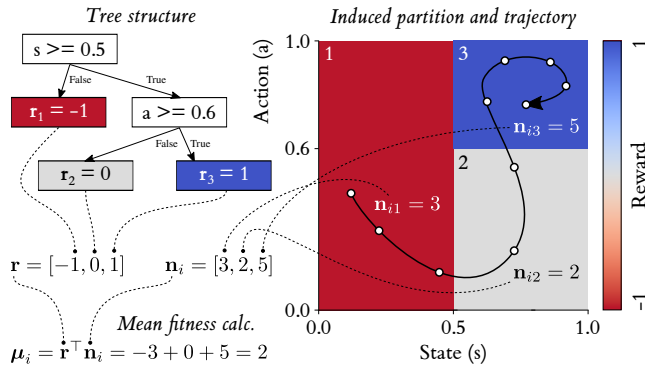 Tree structure
s >= 0.5
False
True
r₁ = -1
a >= 0.6
False
True
r₂ = 0
r₃ = 1
r = [−1, 0, 1]
nᵢ = [3, 2, 5]
Mean fitness calc.
μᵢ = r⊤nᵢ = −3 + 0 + 5 = 2
Induced partition and trajectory
Action (a)
1.0
0.6
0.0
1
3
2
nᵢ₃ = 5
nᵢ₁ = 3
nᵢ₂ = 2
0.0
0.5
1.0
State (s)
1
Reward
-1